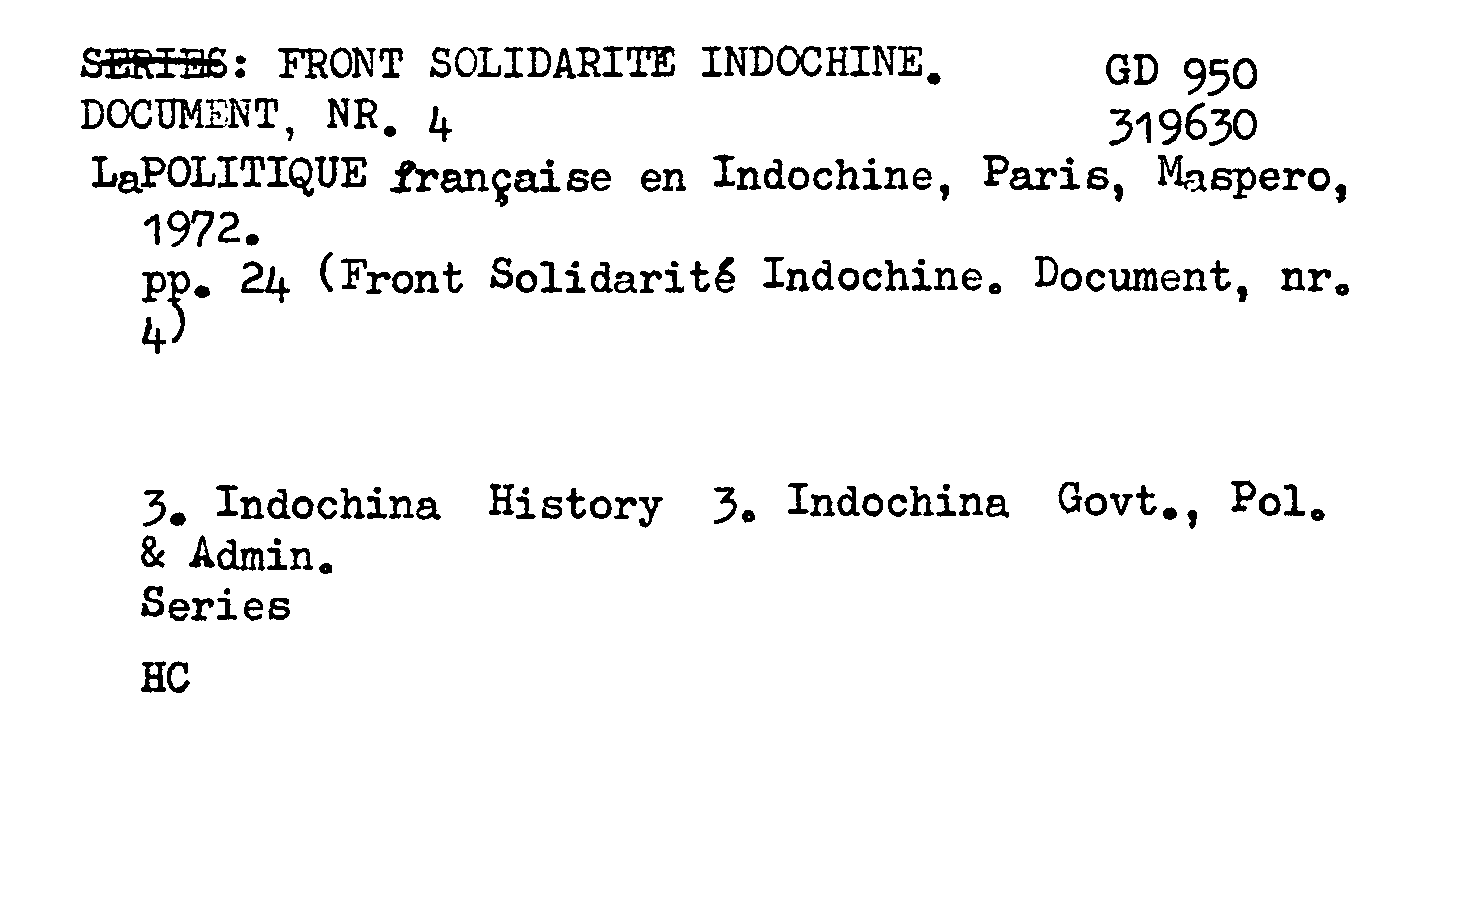 SERIES: FRONT SOLIDARITE INDOCHINE. GD 950
DOCUMENT, NR. 4 319630
LaPOLITIQUE française en Indochine, Paris, Maspero,
1972.
pp. 24 (Front Solidarité Indochine. Document, nr.
4)
3. Indochina History 3. Indochina Govt., Pol.
& Admin.
Series
HC